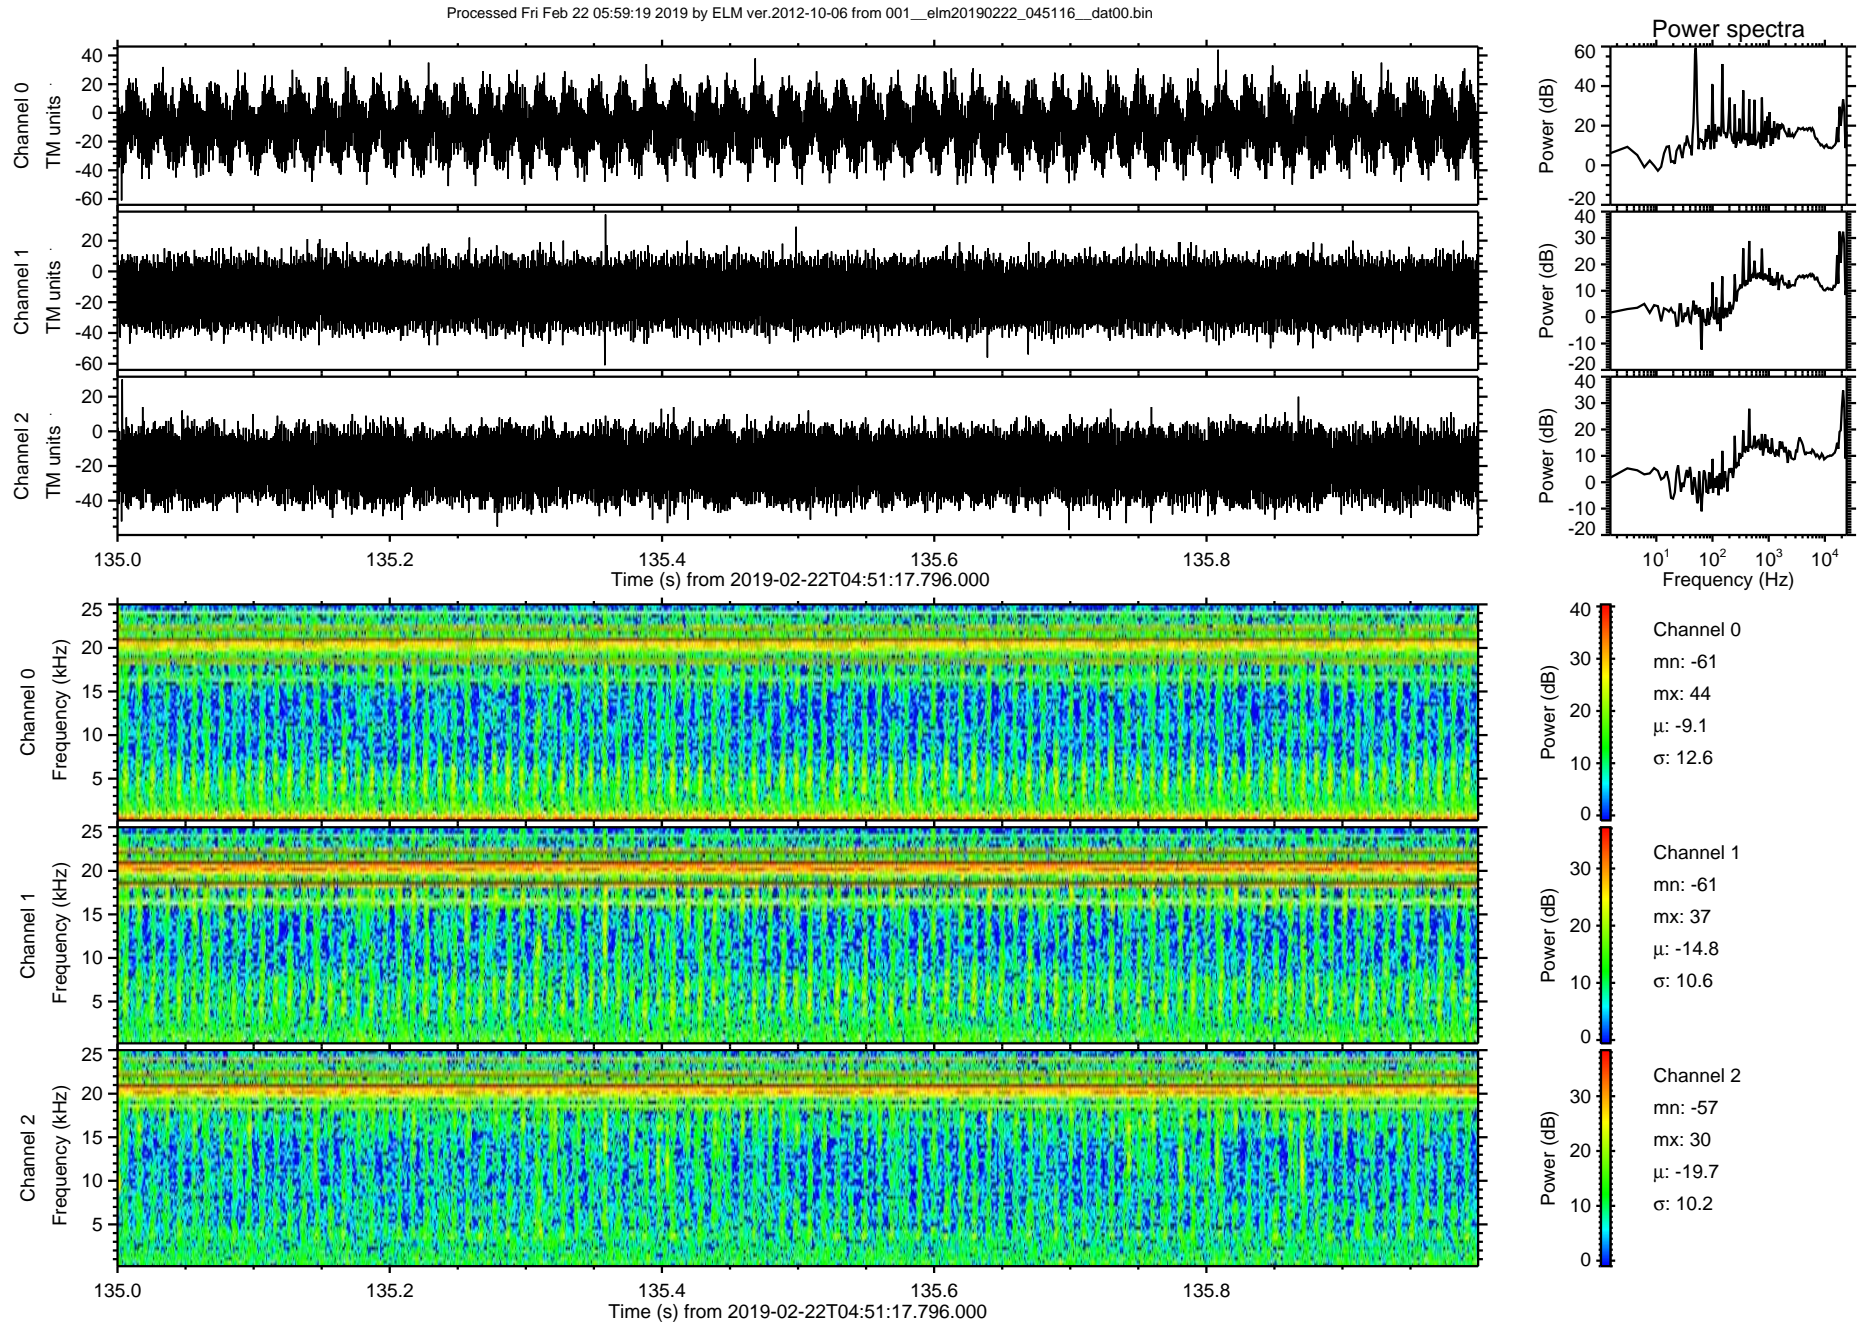 Processed Fri Feb 22 05:59:19 2019 by ELM ver.2012-10-06 from 001__elm20190222_045116__dat00.bin
Power spectra
Channel 0
TM units
40
20
0
-20
-40
-60
Power (dB)
60
40
20
0
-20
Channel 1
TM units
20
0
-20
-40
-60
Power (dB)
40
30
20
10
0
-10
-20
Channel 2
TM units
20
0
-20
-40
Power (dB)
40
30
20
10
0
-10
-20
135.0 135.2 135.4 135.6 135.8
Time (s) from 2019-02-22T04:51:17.796.000
10¹ 10² 10³ 10⁴
Frequency (Hz)
Channel 0
Frequency (kHz)
25
20
15
10
5
Power (dB)
40
30
20
10
0
Channel 0
mn: -61
mx: 44
μ: -9.1
σ: 12.6
Channel 1
Frequency (kHz)
25
20
15
10
5
Power (dB)
30
20
10
0
Channel 1
mn: -61
mx: 37
μ: -14.8
σ: 10.6
Channel 2
Frequency (kHz)
25
20
15
10
5
Power (dB)
30
20
10
0
Channel 2
mn: -57
mx: 30
μ: -19.7
σ: 10.2
135.0 135.2 135.4 135.6 135.8
Time (s) from 2019-02-22T04:51:17.796.000